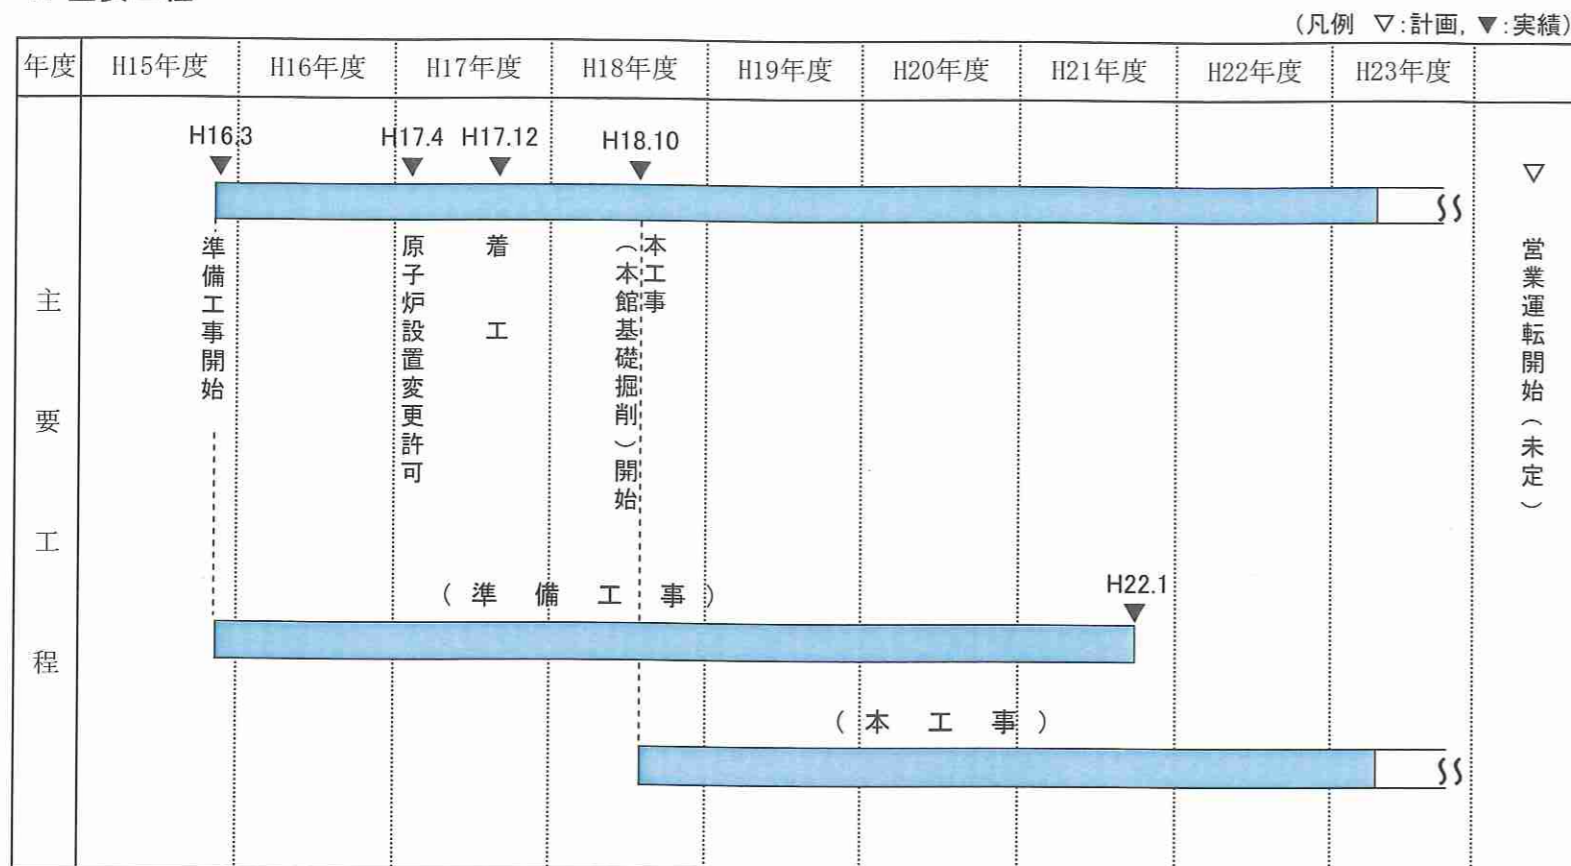 (凡例 ▽:計画, ▼:実績)
年度 H15年度 H16年度 H17年度 H18年度 H19年度 H20年度 H21年度 H22年度 H23年度
主要工程
H16.3 H17.4 H17.12 H18.10
▼ ▼ ▼ ▼ ▽
準備工事開始
原子炉設置変更許可
着工
本工事
(本館基礎掘削)開始
営業運転開始(未定)
(準備工事)
H22.1
▼
(本工事)